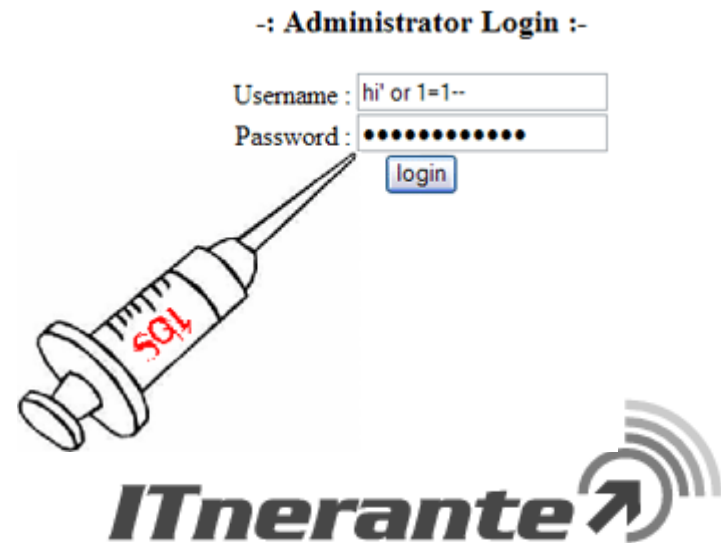 -: Administrator Login :-
Username : hi' or 1=1--
Password : ••••••••••••
login
sql
ITnerante